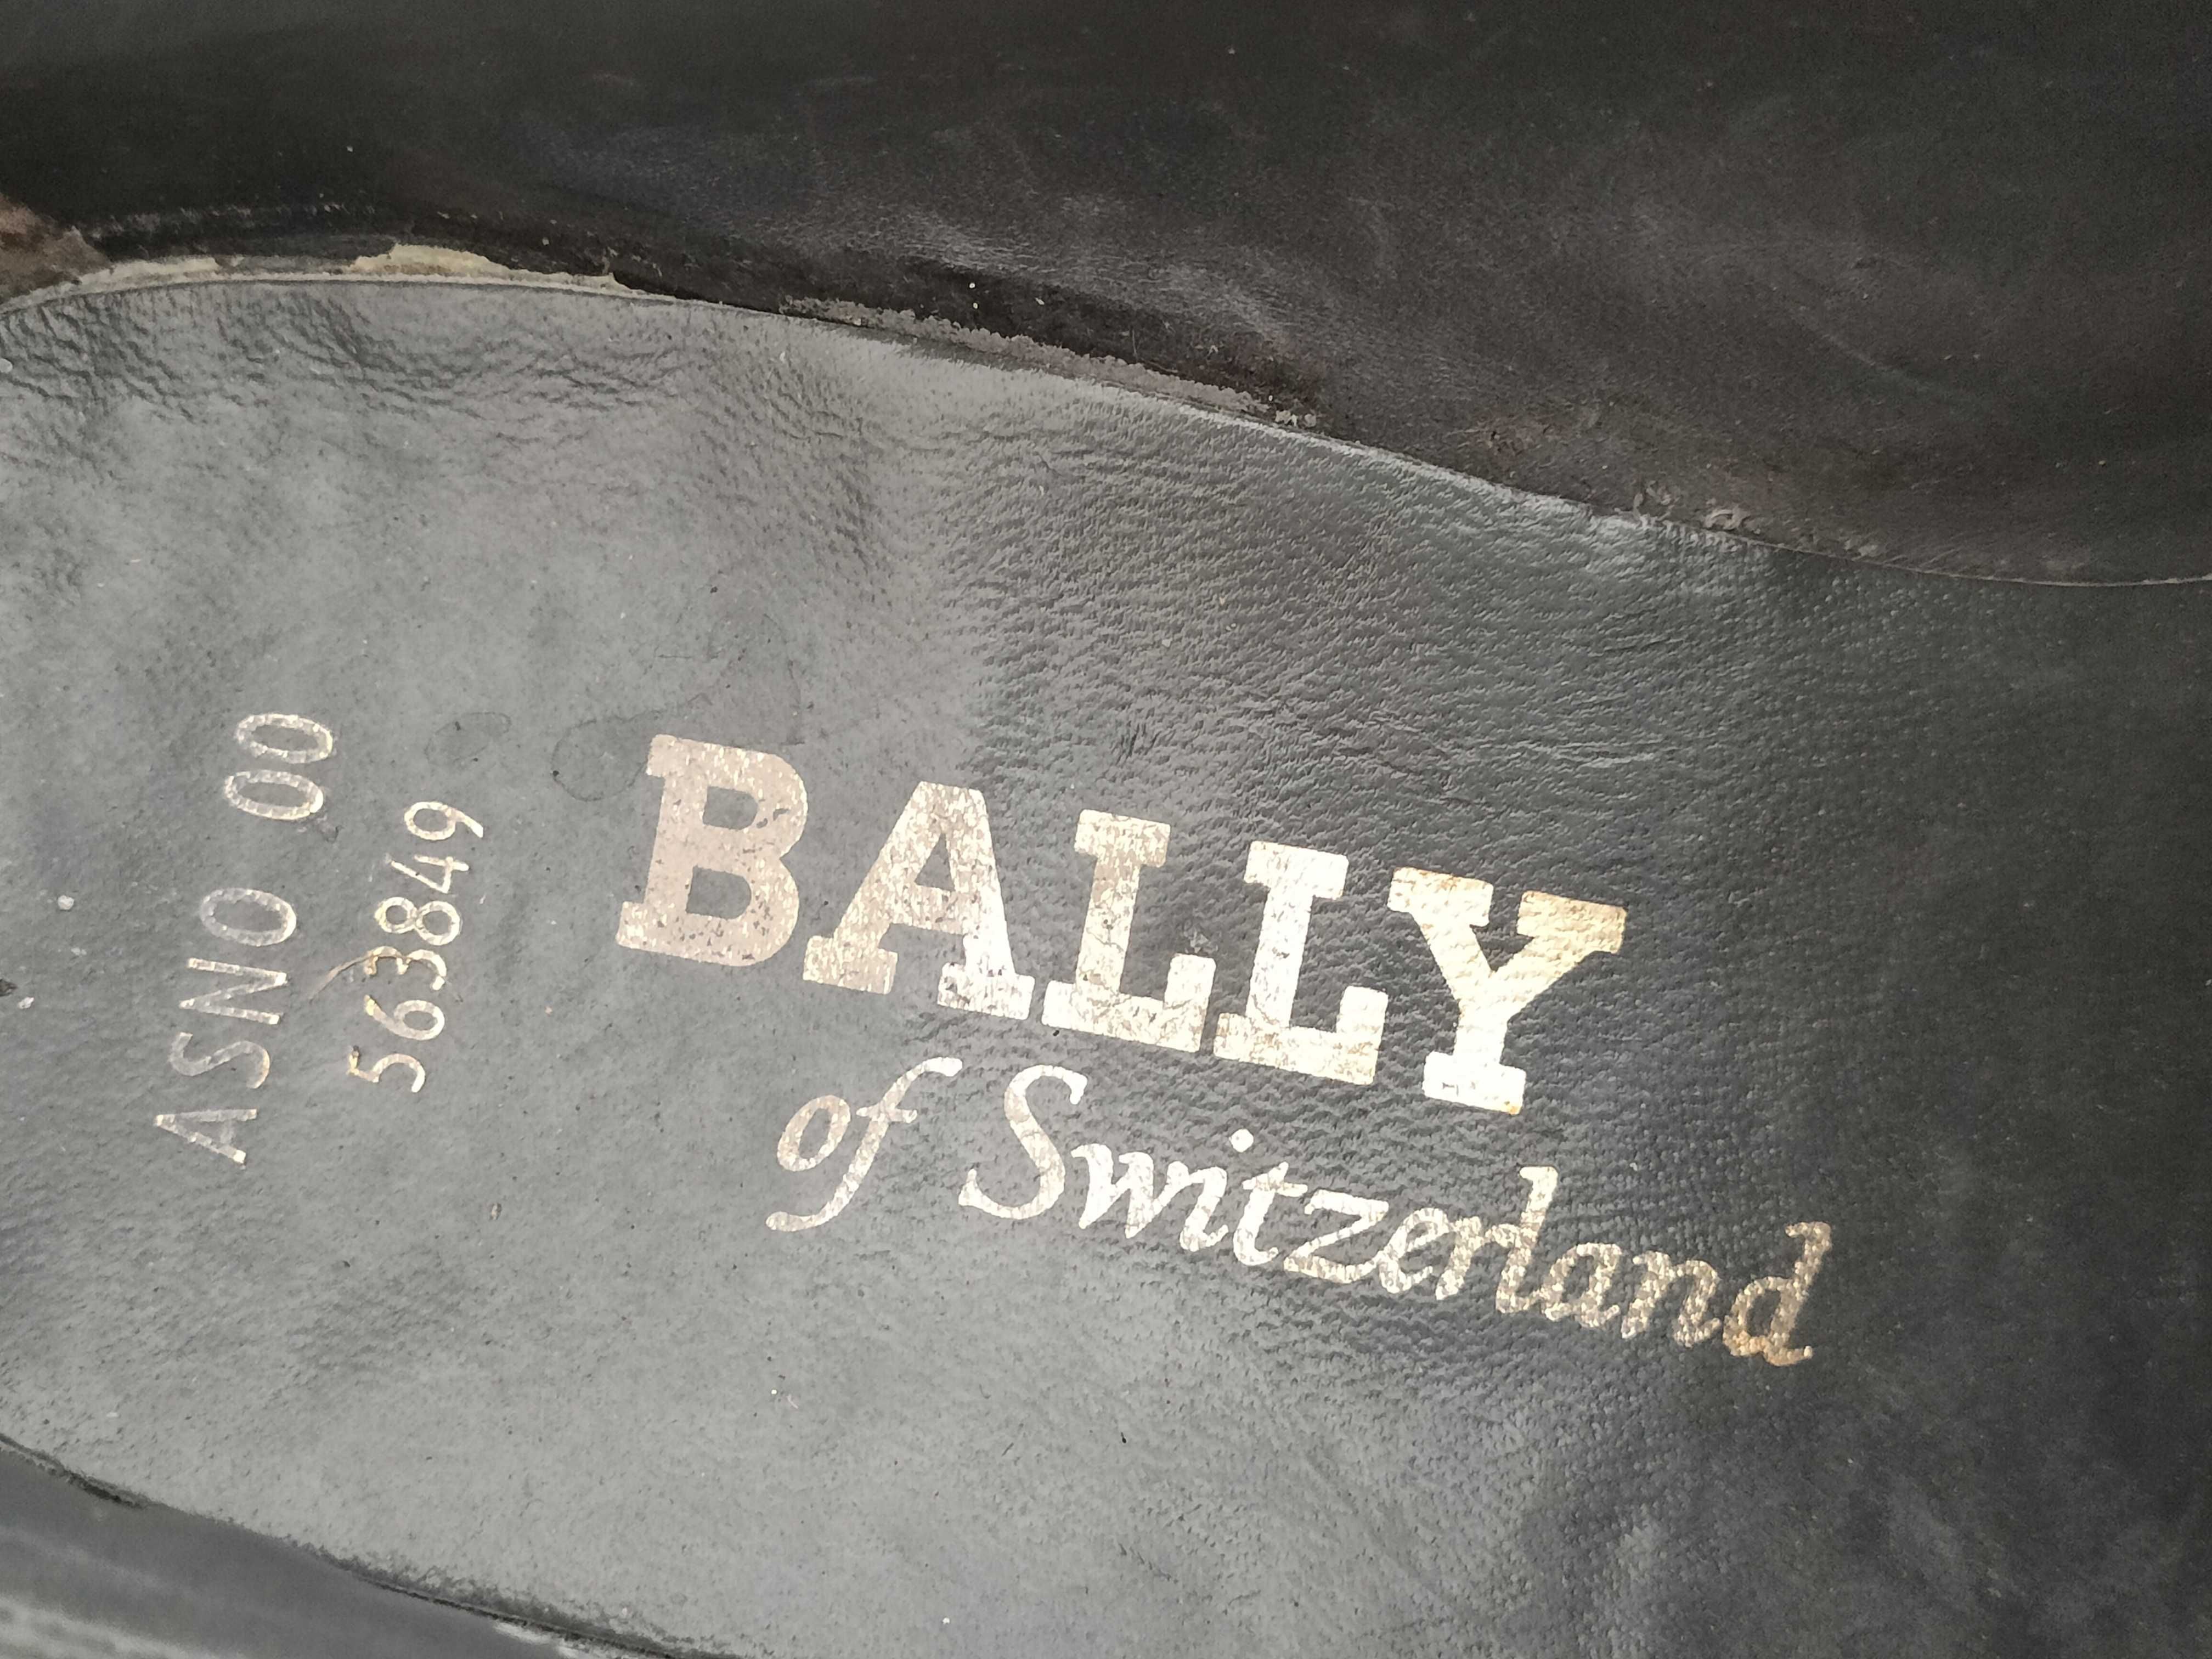 BALLY
of Switzerland
ASNO 00
563849